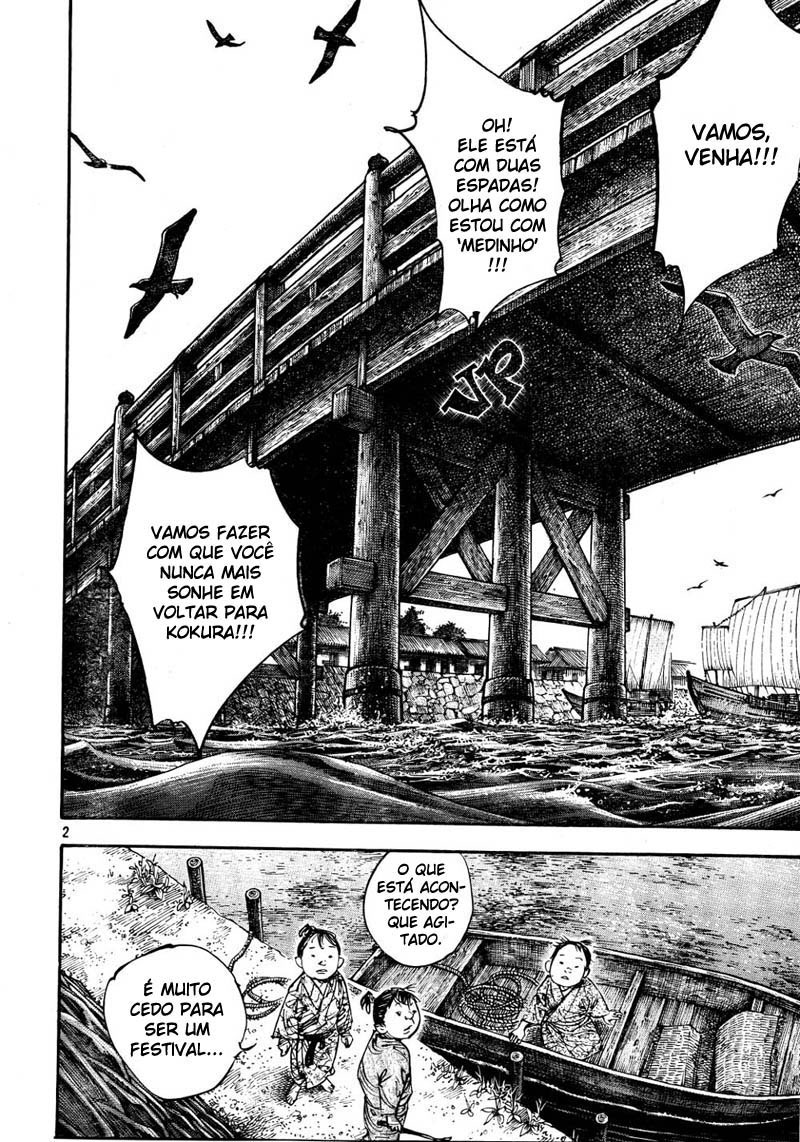 VAMOS,
VENHA!!!
OH!
ELE ESTÁ
COM DUAS
ESPADAS!
OLHA COMO
ESTOU COM
‘MEDINHO’
!!!
VP
VAMOS FAZER
COM QUE VOCÊ
NUNCA MAIS
SONHE EM
VOLTAR PARA
KOKURA!!!
2
O QUE
ESTÁ ACON-
TECENDO?
QUE AGI-
TADO.
É MUITO
CEDO PARA
SER UM
FESTIVAL...